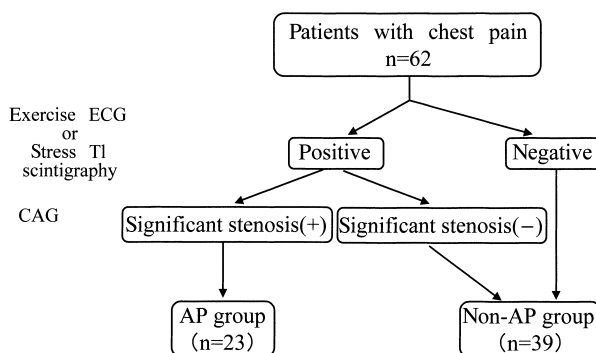 Patients with chest pain
n=62
Exercise ECG
or
Stress Tl
scintigraphy
Positive
Negative
CAG
Significant stenosis(+)
Significant stenosis(−)
AP group
(n=23)
Non-AP group
(n=39)